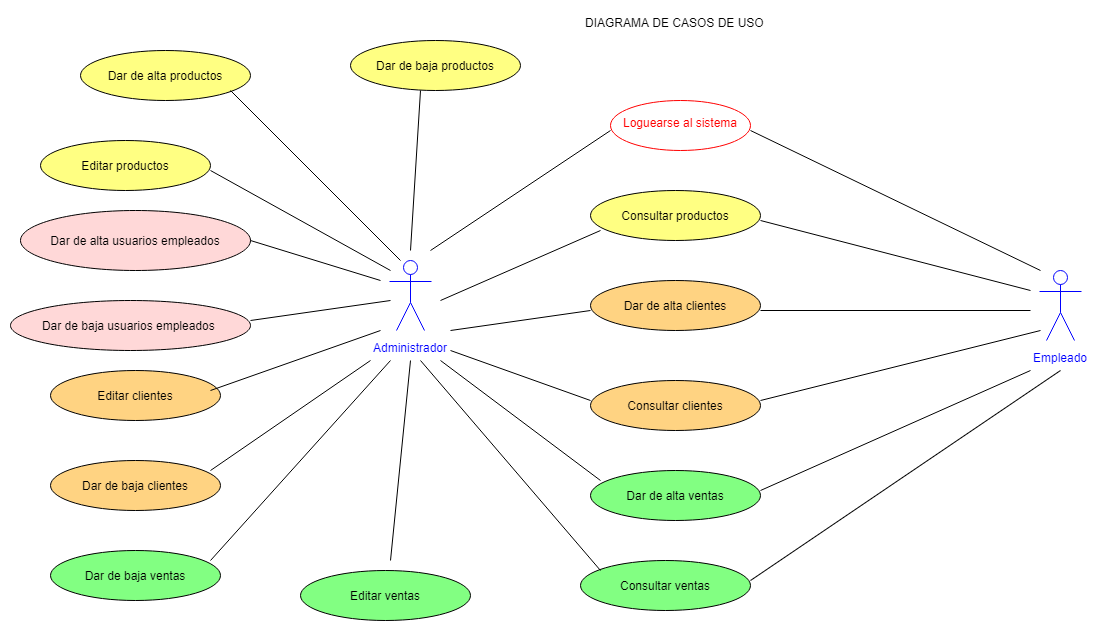 DIAGRAMA DE CASOS DE USO
Dar de alta productos
Dar de baja productos
Loguearse al sistema
Editar productos
Consultar productos
Dar de alta usuarios empleados
Dar de alta clientes
Dar de baja usuarios empleados
Administrador
Empleado
Editar clientes
Consultar clientes
Dar de baja clientes
Dar de alta ventas
Dar de baja ventas
Editar ventas
Consultar ventas